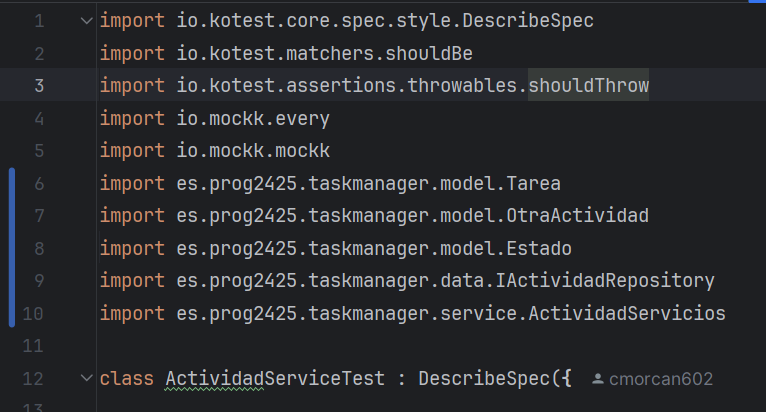 1 import io.kotest.core.spec.style.DescribeSpec
2 import io.kotest.matchers.shouldBe
3 import io.kotest.assertions.throwables.shouldThrow
4 import io.mockk.every
5 import io.mockk.mockk
6 import es.prog2425.taskmanager.model.Tarea
7 import es.prog2425.taskmanager.model.OtraActividad
8 import es.prog2425.taskmanager.model.Estado
9 import es.prog2425.taskmanager.data.IActividadRepository
10 import es.prog2425.taskmanager.service.ActividadServicios
11
12 class ActividadServiceTest : DescribeSpec({ cmorcan602
13